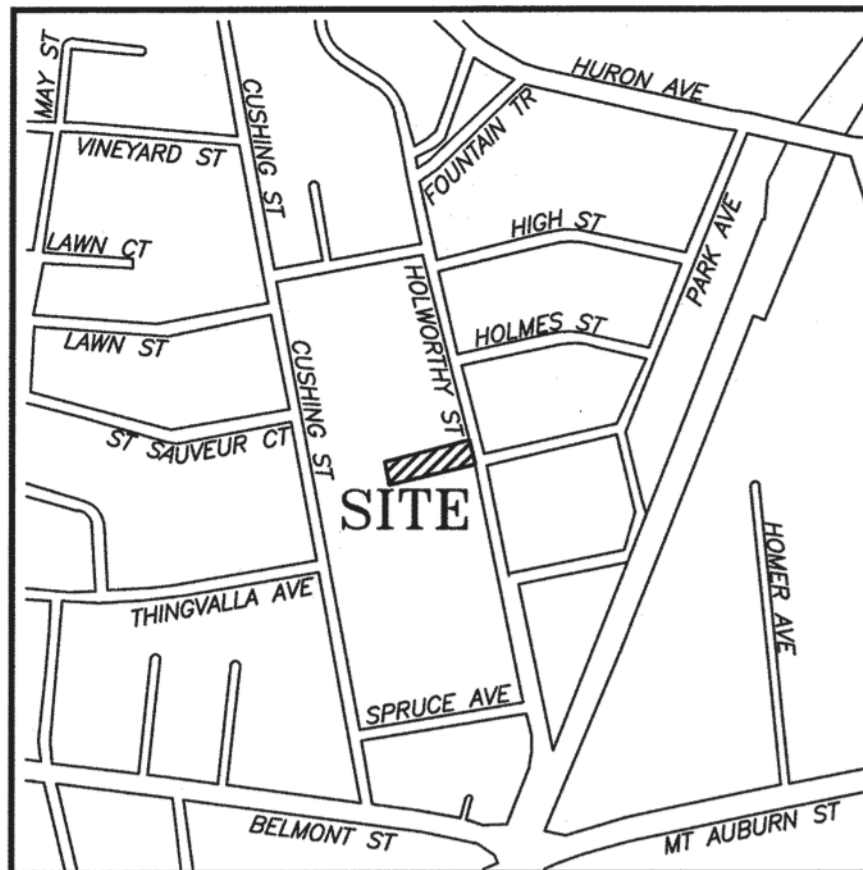 MAY ST
CUSHING ST
HURON AVE
VINEYARD ST
FOUNTAIN TR
LAWN CT
HIGH ST
PARK AVE
HOLWORTHY ST
LAWN ST
HOLMES ST
CUSHING ST
ST SAUVEUR CT
SITE
HOMER AVE
THINGVALLA AVE
SPRUCE AVE
BELMONT ST
MT AUBURN ST